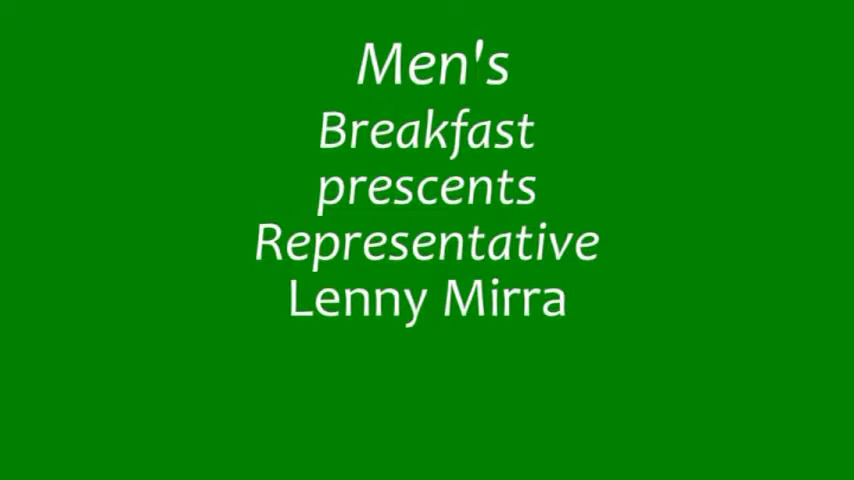 Men's
Breakfast
prescents
Representative
Lenny Mirra